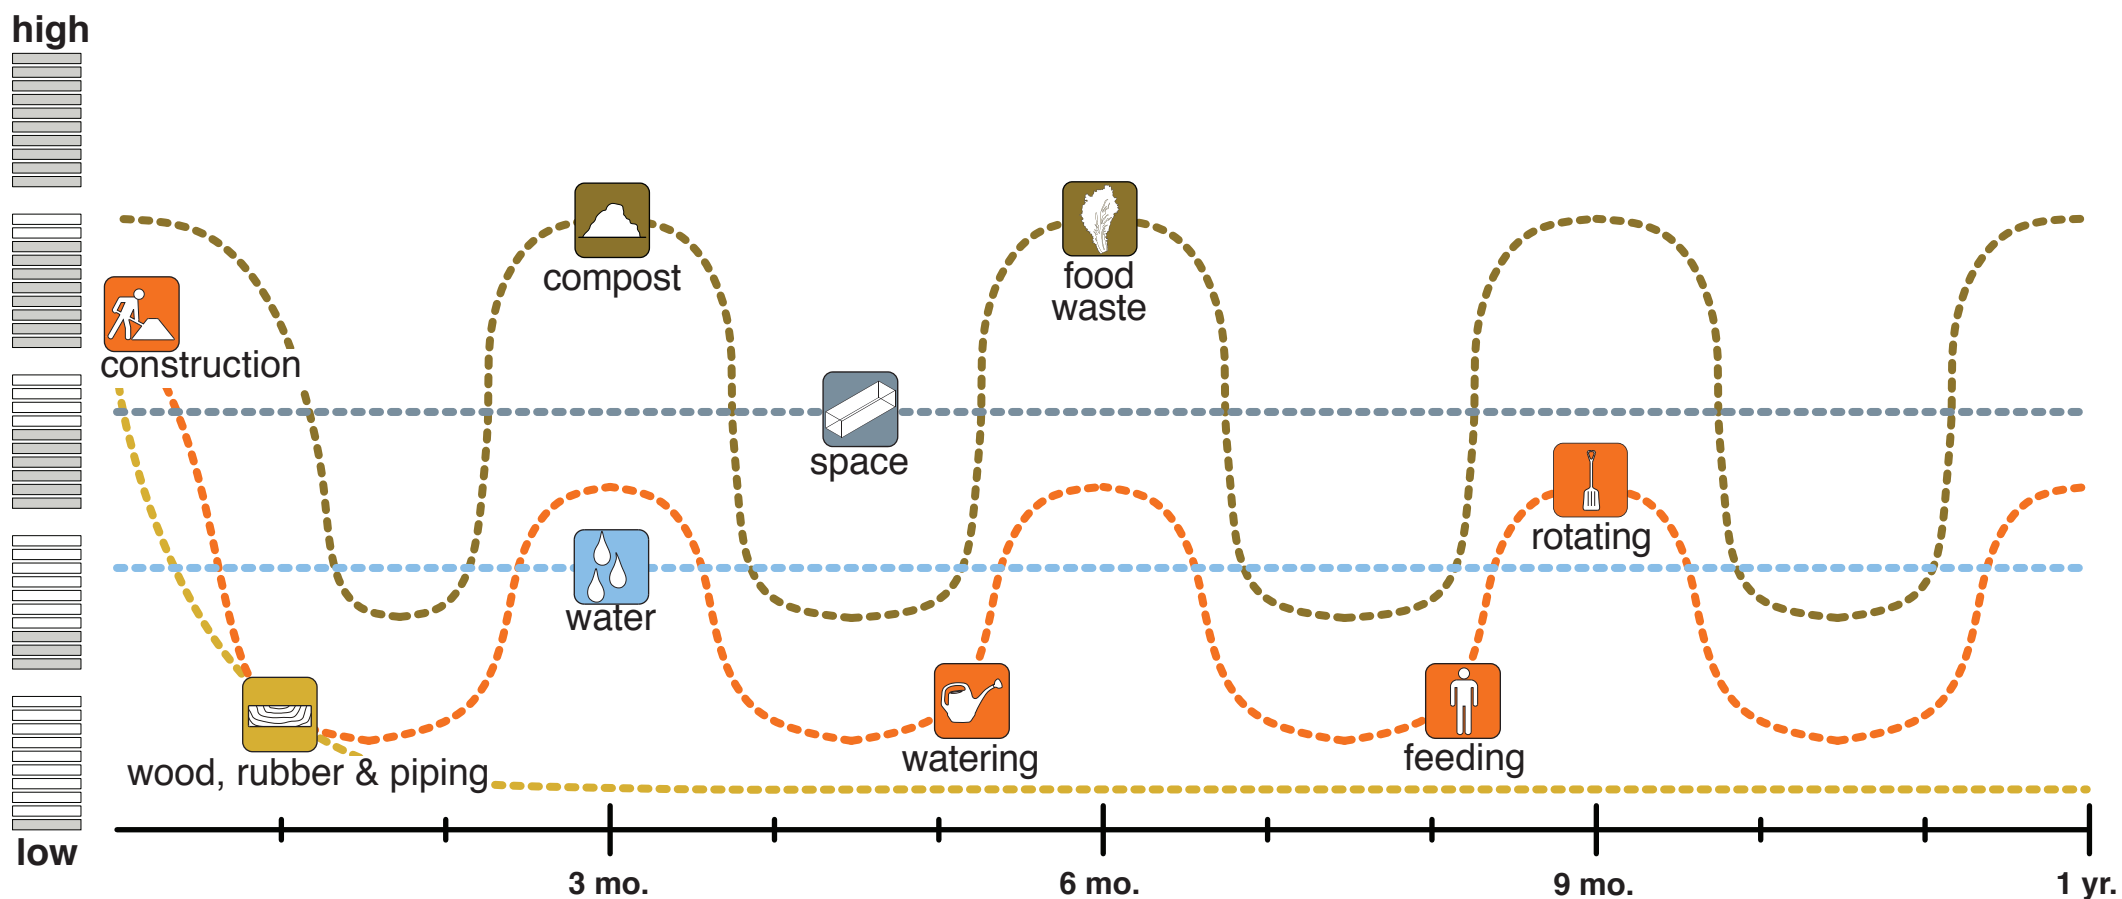 high
compost
food
waste
construction
space
rotating
water
watering
feeding
wood, rubber & piping
low
3 mo.
6 mo.
9 mo.
1 yr.